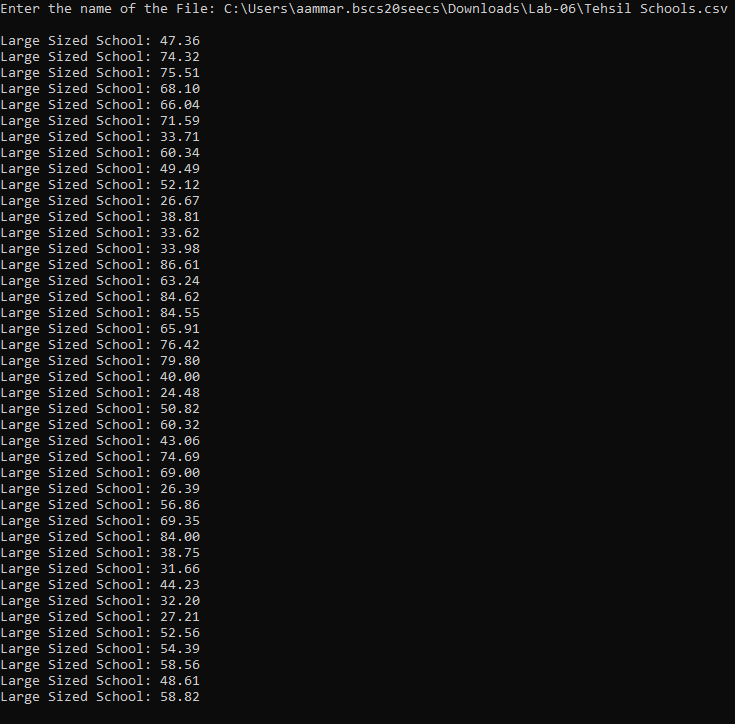 Enter the name of the File: C:\Users\aammar.bscs20seecs\Downloads\Lab-06\Tehsil Schools.csv
Large Sized School: 47.36
Large Sized School: 74.32
Large Sized School: 75.51
Large Sized School: 68.10
Large Sized School: 66.04
Large Sized School: 71.59
Large Sized School: 33.71
Large Sized School: 60.34
Large Sized School: 49.49
Large Sized School: 52.12
Large Sized School: 26.67
Large Sized School: 38.81
Large Sized School: 33.62
Large Sized School: 33.98
Large Sized School: 86.61
Large Sized School: 63.24
Large Sized School: 84.62
Large Sized School: 84.55
Large Sized School: 65.91
Large Sized School: 76.42
Large Sized School: 79.80
Large Sized School: 40.00
Large Sized School: 24.48
Large Sized School: 50.82
Large Sized School: 60.32
Large Sized School: 43.06
Large Sized School: 74.69
Large Sized School: 69.00
Large Sized School: 26.39
Large Sized School: 56.86
Large Sized School: 69.35
Large Sized School: 84.00
Large Sized School: 38.75
Large Sized School: 31.66
Large Sized School: 44.23
Large Sized School: 32.20
Large Sized School: 27.21
Large Sized School: 52.56
Large Sized School: 54.39
Large Sized School: 58.56
Large Sized School: 48.61
Large Sized School: 58.82